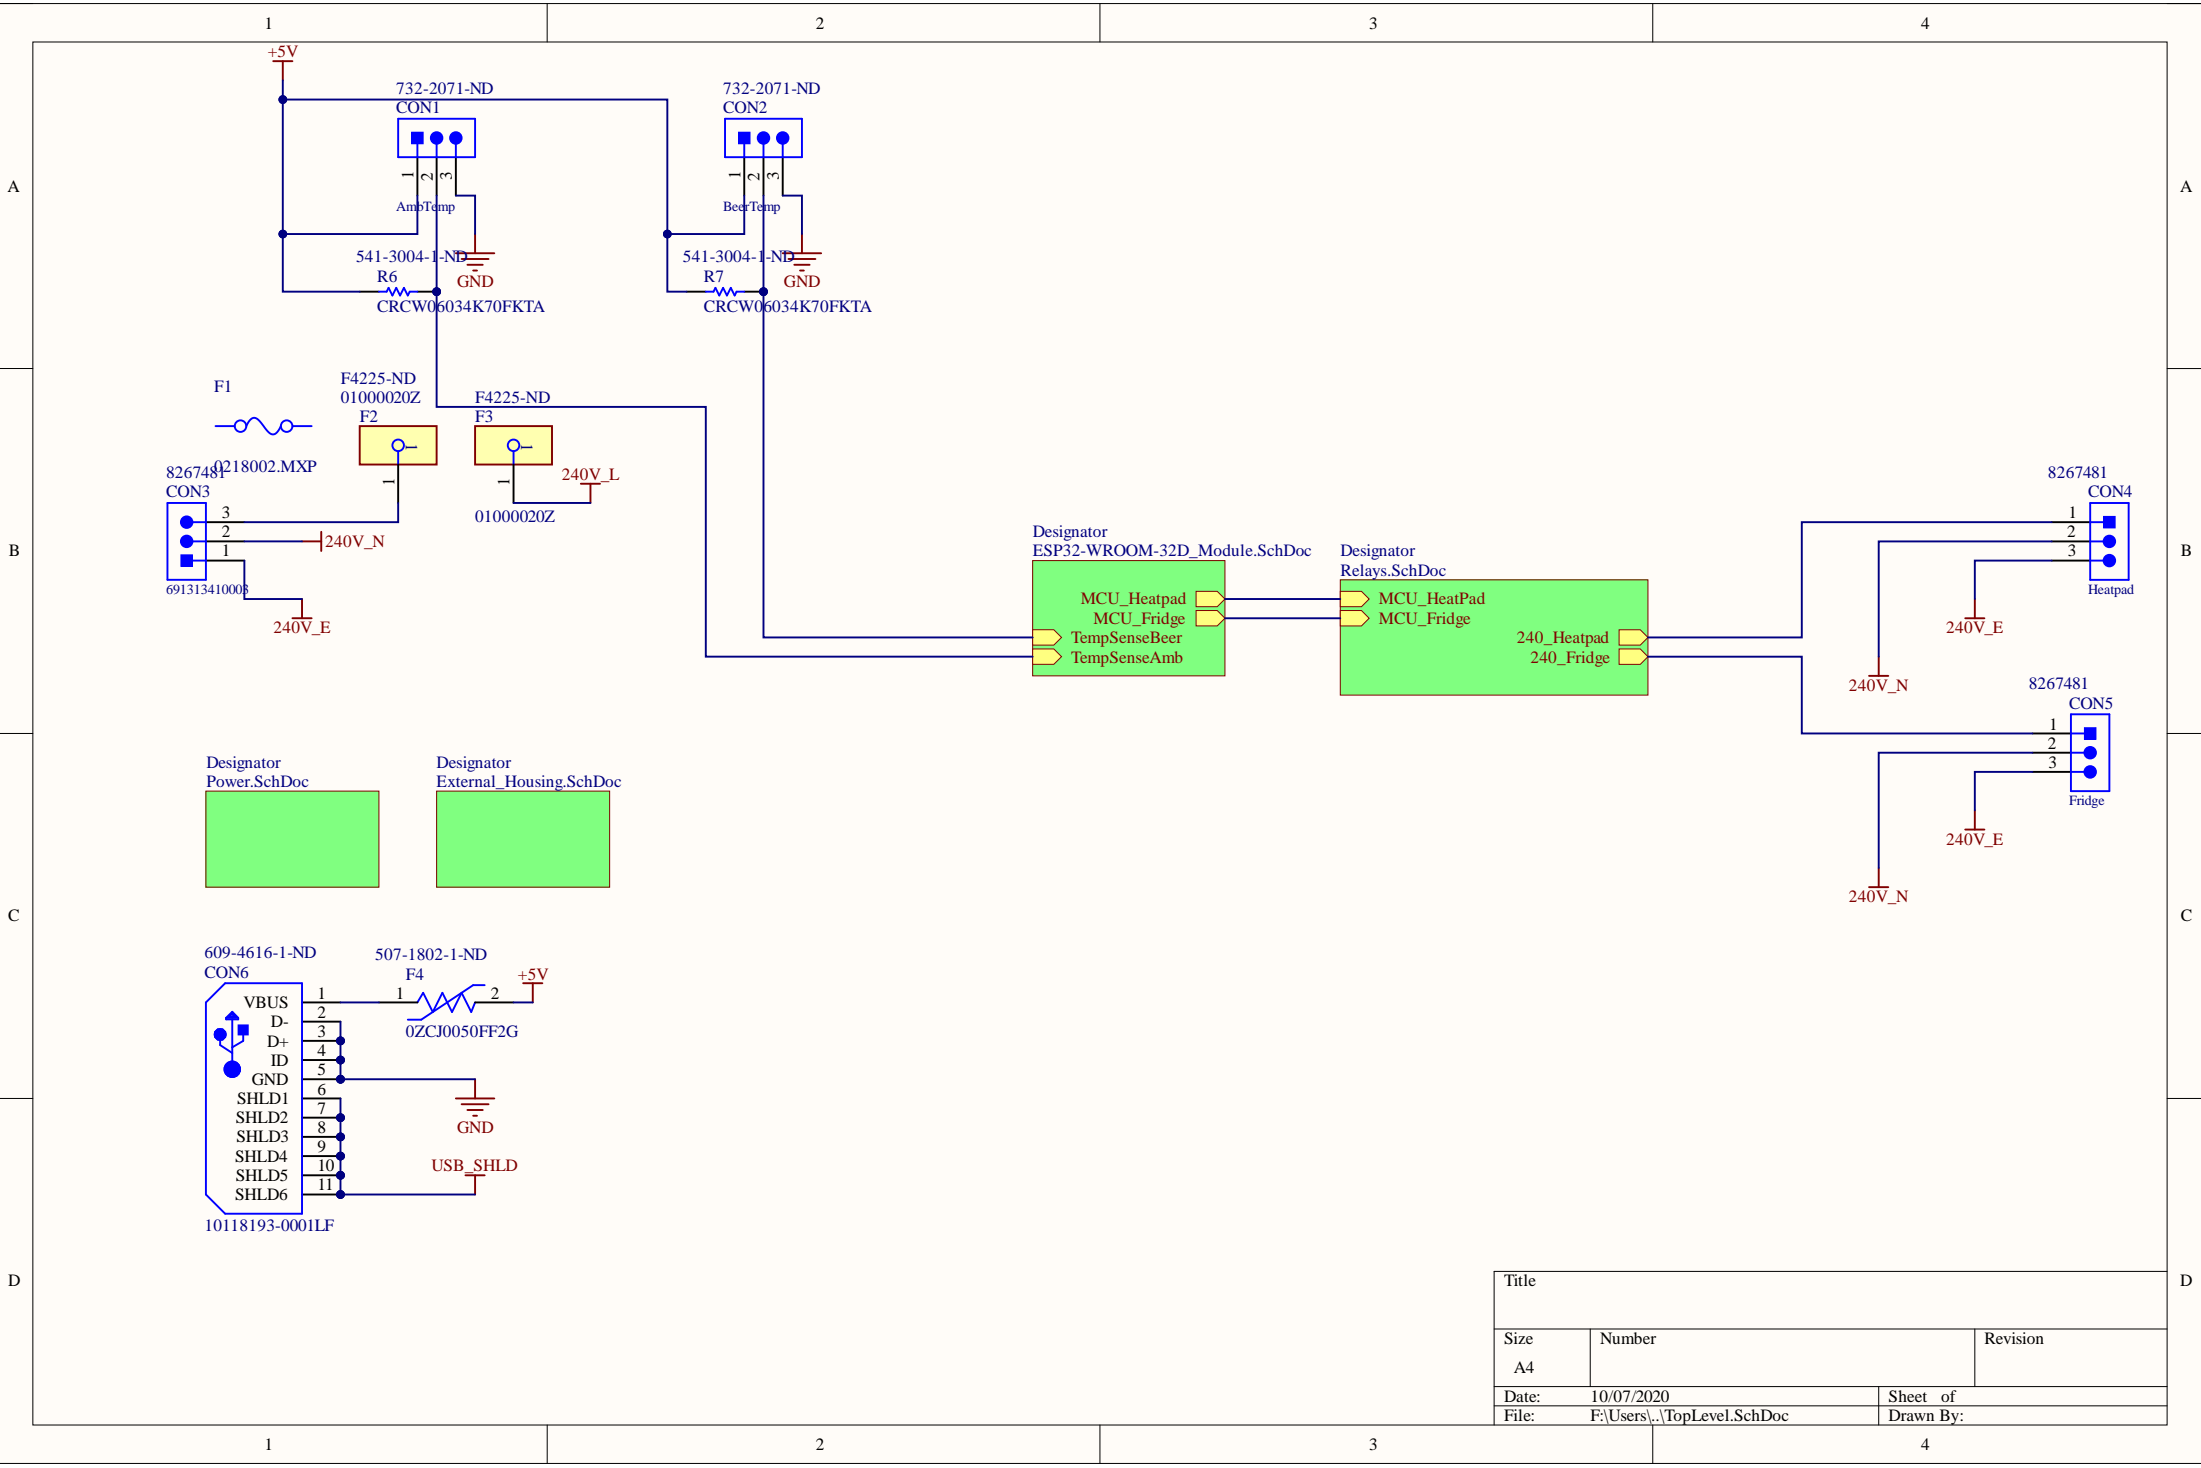 1 2 3 4
+5V
732-2071-ND
CON1
1 2 3
AmbTemp
732-2071-ND
CON2
1 2 3
BeerTemp
A A
541-3004-1-ND
R6
CRCW06034K70FKTA
GND
541-3004-1-ND
R7
CRCW06034K70FKTA
GND
F1
0218002.MXP
F4225-ND
01000020Z
F2
1
1
F4225-ND
F3
1
1
01000020Z
240V_L
8267481
CON3
3
2
1
691313410003
240V_N
240V_E
B B
Designator
ESP32-WROOM-32D_Module.SchDoc
MCU_Heatpad
MCU_Fridge
TempSenseBeer
TempSenseAmb
Designator
Relays.SchDoc
MCU_HeatPad
MCU_Fridge
240_Heatpad
240_Fridge
8267481
CON4
1
2
3
Heatpad
240V_E
240V_N
8267481
CON5
1
2
3
Fridge
240V_E
240V_N
Designator
Power.SchDoc
Designator
External_Housing.SchDoc
C C
609-4616-1-ND
CON6
VBUS 1
D- 2
D+ 3
ID 4
GND 5
SHLD1 6
SHLD2 7
SHLD3 8
SHLD4 9
SHLD5 10
SHLD6 11
10118193-0001LF
507-1802-1-ND
F4
1 2
0ZCJ0050FF2G
+5V
GND
USB_SHLD
D D
Title
Size Number Revision
A4
Date: 10/07/2020 Sheet of
File: F:\Users\..\TopLevel.SchDoc Drawn By:
1 2 3 4